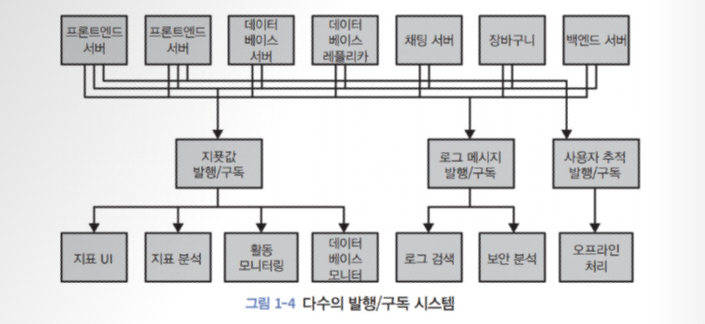 프론트엔드
서버
프론트엔드
서버
데이터
베이스
서버
데이터
베이스
레플리카
채팅 서버
장바구니
백엔드 서버
지푯값
발행/구독
로그 메시지
발행/구독
사용자 추적
발행/구독
지표 UI
지표 분석
활동
모니터링
데이터
베이스
모니터
로그 검색
보안 분석
오프라인
처리
그림 1-4 다수의 발행/구독 시스템